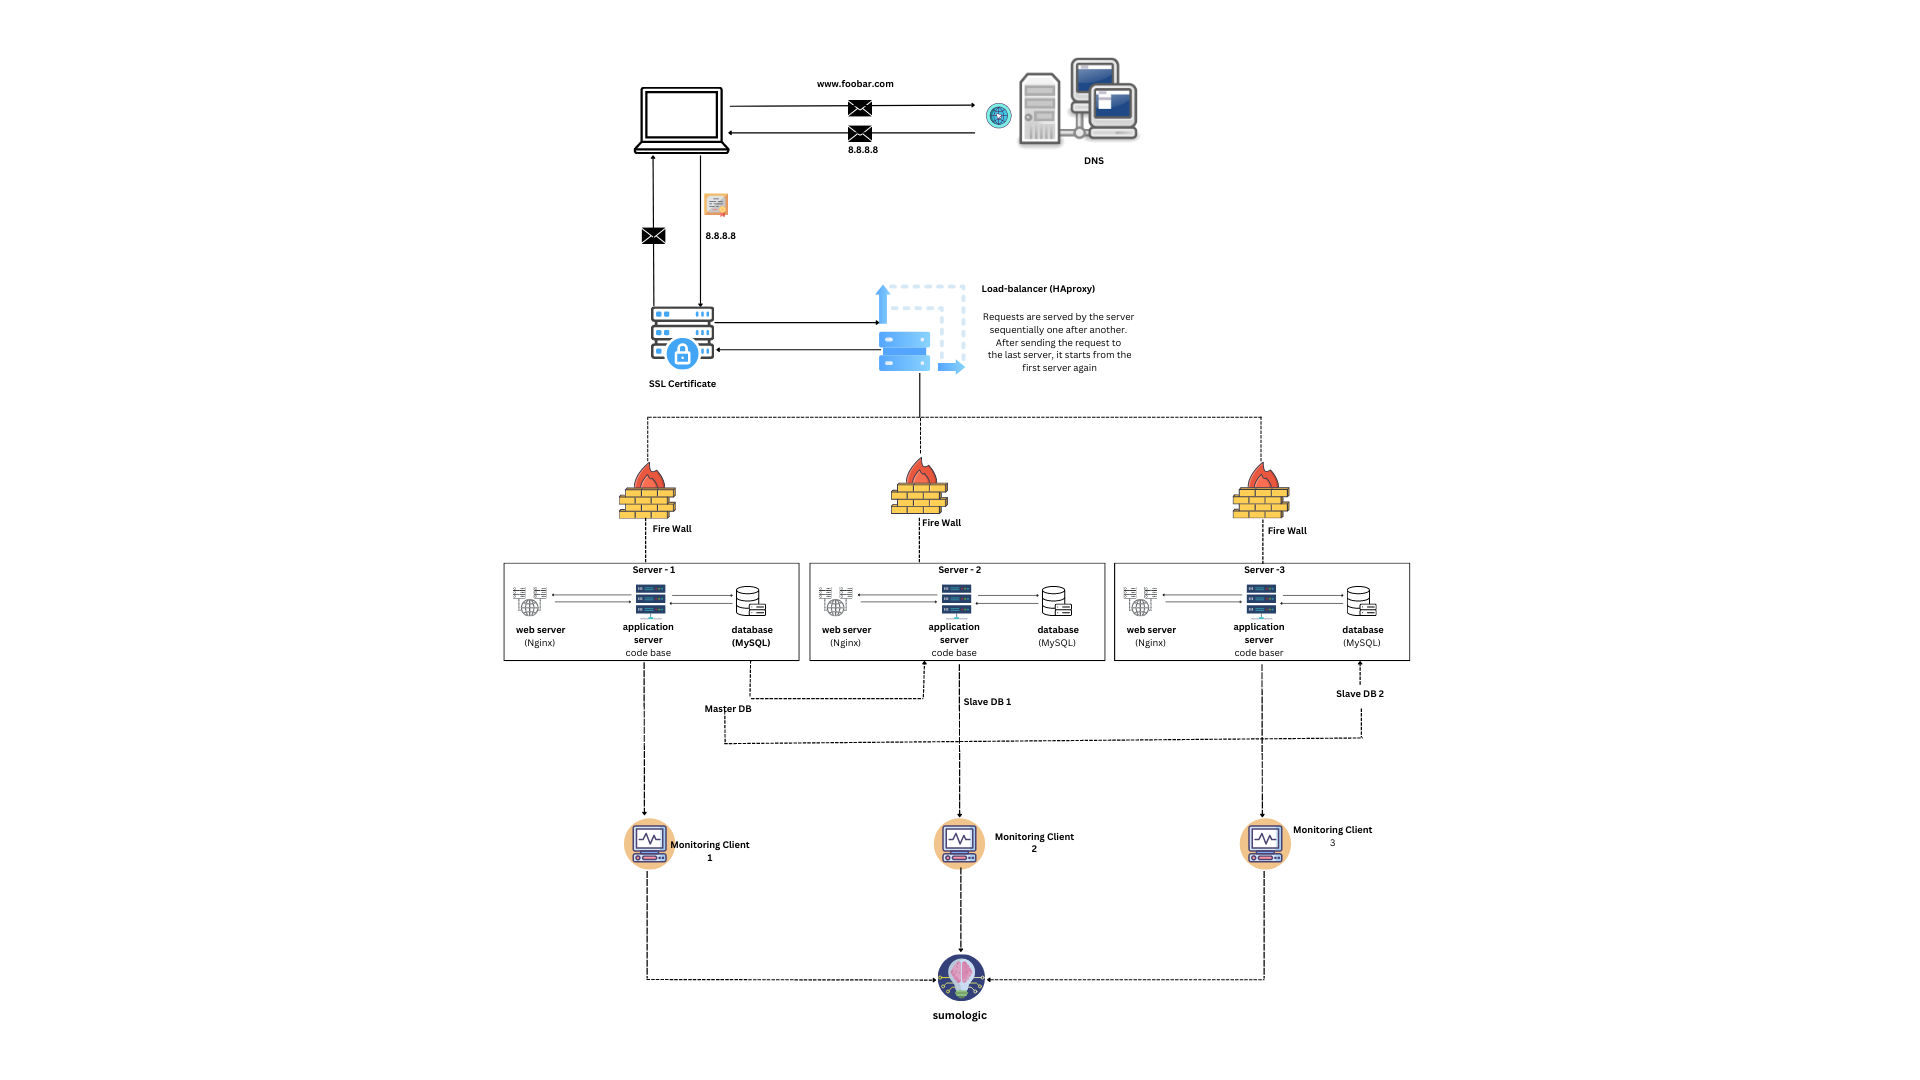 www.foobar.com
8.8.8.8
DNS
8.8.8.8
SSL Certificate
Load-balancer (HAproxy)
Requests are served by the server
sequentially one after another.
After sending the request to
the last server, it starts from the
first server again
Fire Wall
Fire Wall
Fire Wall
Server - 1
web server
(Nginx)
application
server
code base
database
(MySQL)
Server - 2
web server
(Nginx)
application
server
code base
database
(MySQL)
Server -3
web server
(Nginx)
application
server
code baser
database
(MySQL)
Master DB
Slave DB 1
Slave DB 2
Monitoring Client
1
Monitoring Client
2
Monitoring Client
3
sumologic